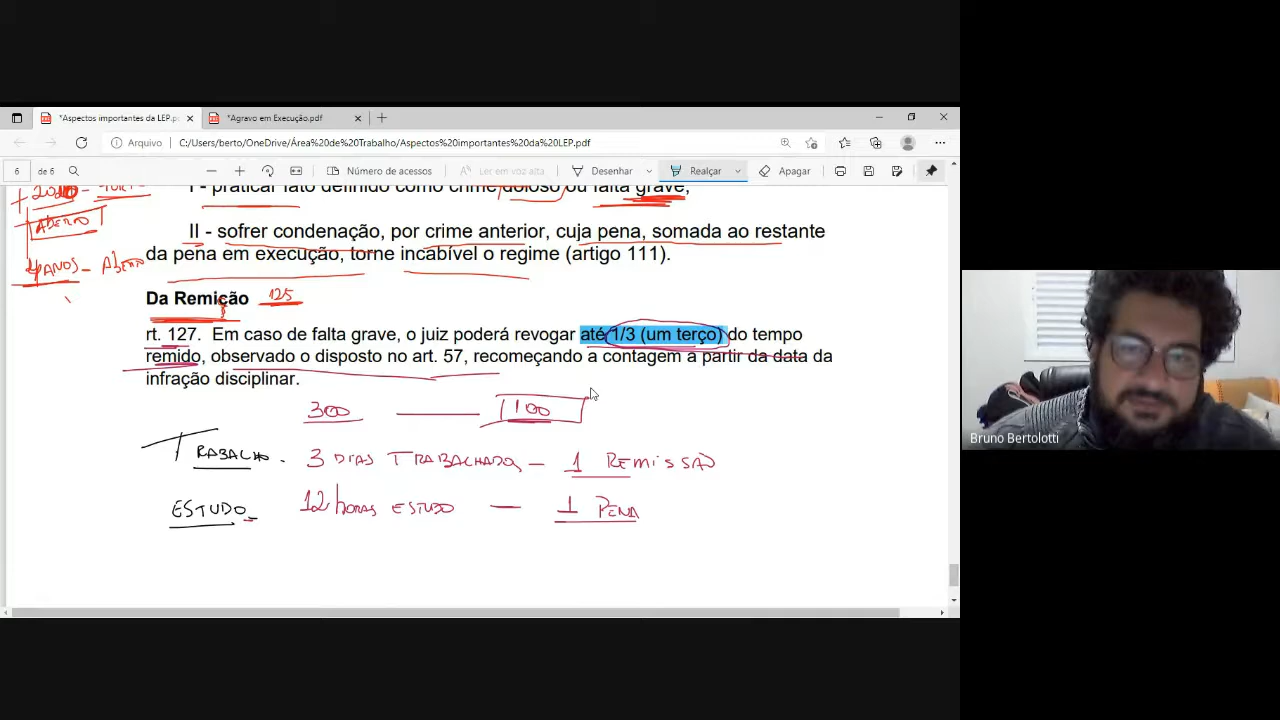 *Aspectos importantes da LEP.pdf
*Agravo em Execução.pdf
Arquivo C:/Users/berto/OneDrive/Área%20de%20Trabalho/Aspectos%20importantes%20da%20LEP.pdf
6 de 6 Número de acessos Ler em voz alta Desenhar Realçar Apagar
I - praticar fato definido como crime doloso ou falta grave;
ABERTO
II - sofrer condenação, por crime anterior, cuja pena, somada ao restante
da pena em execução, torne incabível o regime (artigo 111).
4 ANOS - ABERTO
Da Remição 125
rt. 127. Em caso de falta grave, o juiz poderá revogar até 1/3 (um terço) do tempo
remido, observado o disposto no art. 57, recomeçando a contagem a partir da data da
infração disciplinar.
300 — 100
TRABALHO - 3 DIAS TRABALHADOS - 1 REMISSÃO
ESTUDO - 12 HORAS ESTUDO - 1 PENA
Bruno Bertolotti